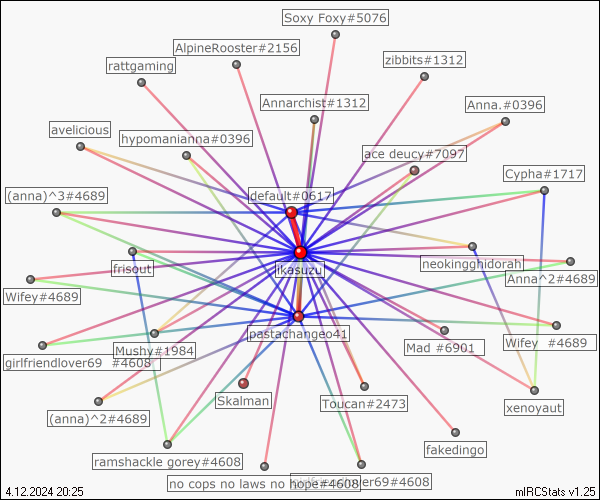 Soxy Foxy#5076
AlpineRooster#2156
zibbits#1312
rattgaming
Annarchist#1312
Anna.#0396
avelicious
hypomanianna#0396
ace deucy#7097
Cypha#1717
(anna)^3#4689
default#0617
ikasuzu
neokingghidorah
frisout
Anna^2#4689
Wifey#4689
pastachangeo41
Mushy#1984
Mad #6901
Wifey #4689
girlfriendlover69 #4608
Skalman
Toucan#2473
xenoyaut
(anna)^2#4689
fakedingo
ramshackle gorey#4608
no cops no laws no hope#4608
4.12.2024 20:25
mIRCStats v1.25